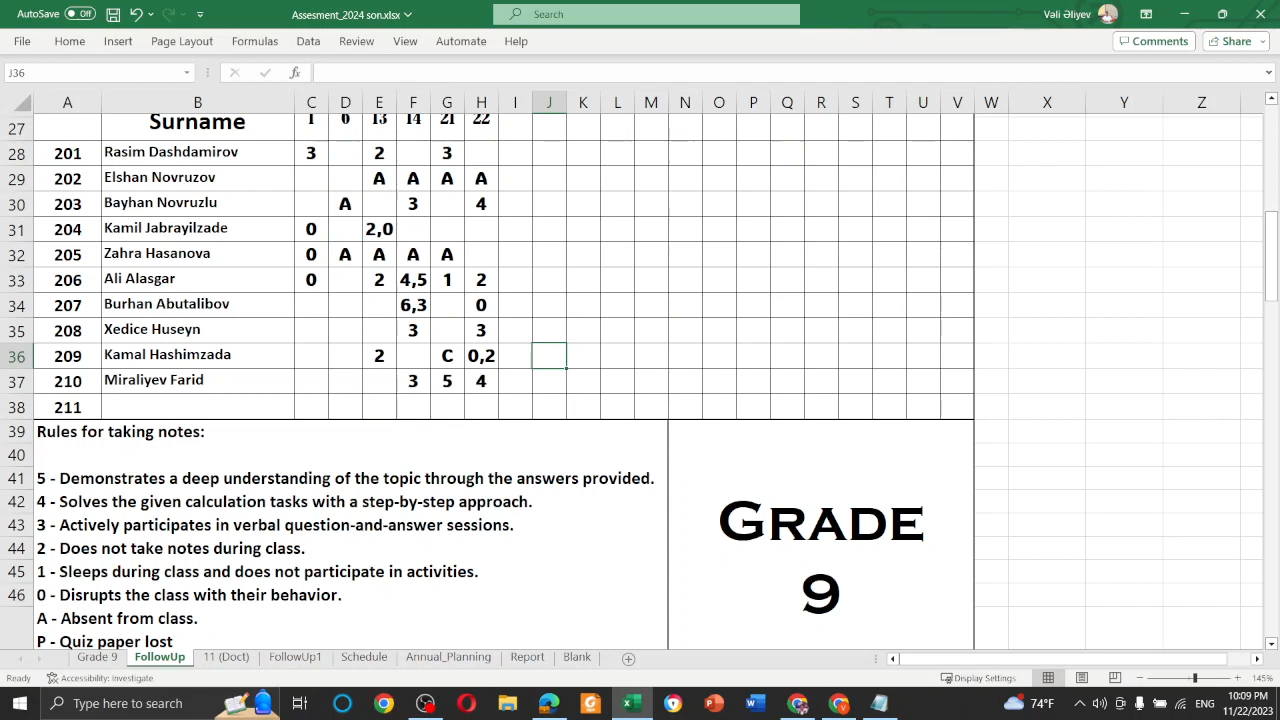 AutoSave Off Assesment_2024 son.xlsx Search Vəli Əliyev
File Home Insert Page Layout Formulas Data Review View Automate Help Comments Share
J36 fx
A B C D E F G H I J K L M N O P Q R S T U V W X Y Z
27 Surname 1 6 13 14 21 22
28 201 Rasim Dashdamirov 3 2 3
29 202 Elshan Novruzov A A A A
30 203 Bayhan Novruzlu A 3 4
31 204 Kamil Jabrayilzade 0 2,0
32 205 Zahra Hasanova 0 A A A A
33 206 Ali Alasgar 0 2 4,5 1 2
34 207 Burhan Abutalibov 6,3 0
35 208 Xedice Huseyn 3 3
36 209 Kamal Hashimzada 2 C 0,2
37 210 Miraliyev Farid 3 5 4
38 211
39 Rules for taking notes:
40
41 5 - Demonstrates a deep understanding of the topic through the answers provided.
42 4 - Solves the given calculation tasks with a step-by-step approach.
43 3 - Actively participates in verbal question-and-answer sessions.
44 2 - Does not take notes during class.
45 1 - Sleeps during class and does not participate in activities.
46 0 - Disrupts the class with their behavior.
A - Absent from class.
P - Quiz paper lost
Grade
9
Grade 9 FollowUp 11 (Doct) FollowUp1 Schedule Annual_Planning Report Blank
Ready Accessibility: Investigate Display Settings 145%
Type here to search 74°F ENG 10:09 PM
11/22/2023